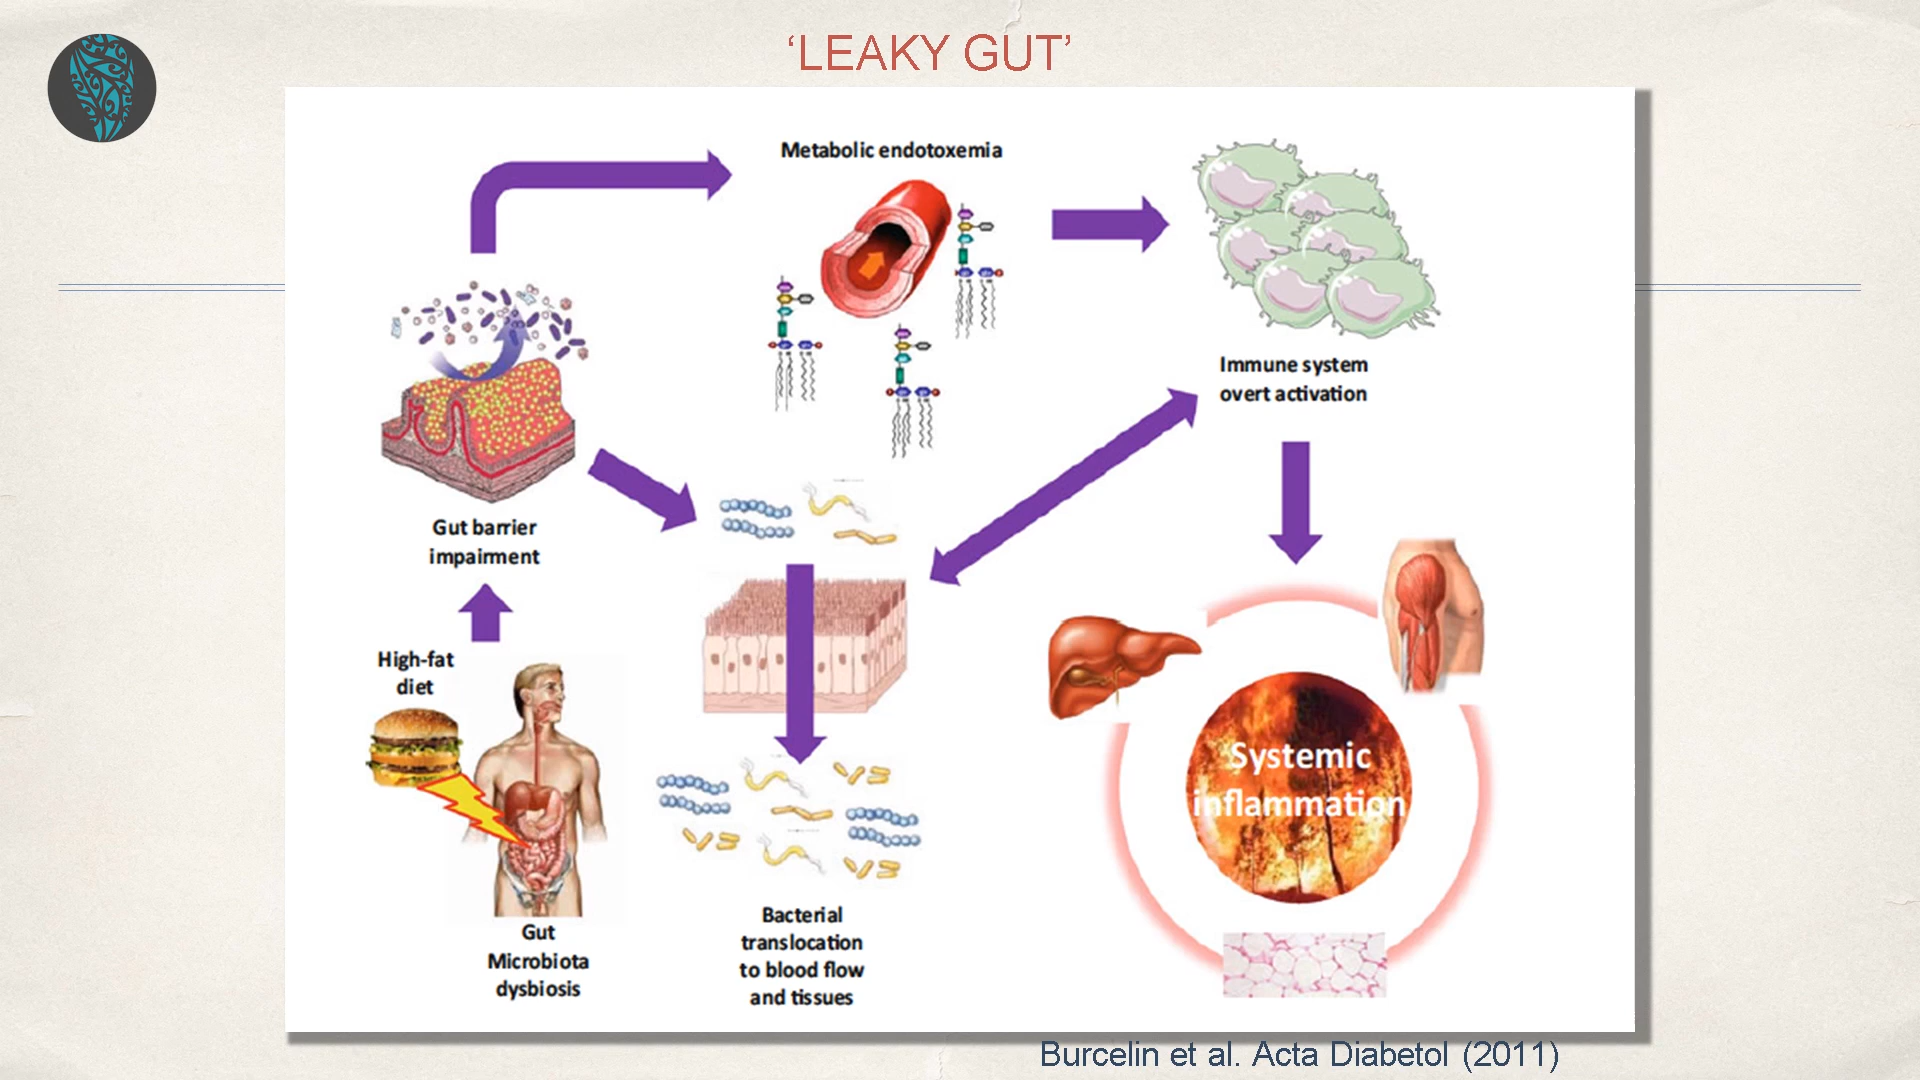 ‘LEAKY GUT’
Metabolic endotoxemia
Immune system
overt activation
Gut barrier
impairment
High-fat
diet
Gut
Microbiota
dysbiosis
Bacterial
translocation
to blood flow
and tissues
Systemic
inflammation
Burcelin et al. Acta Diabetol (2011)